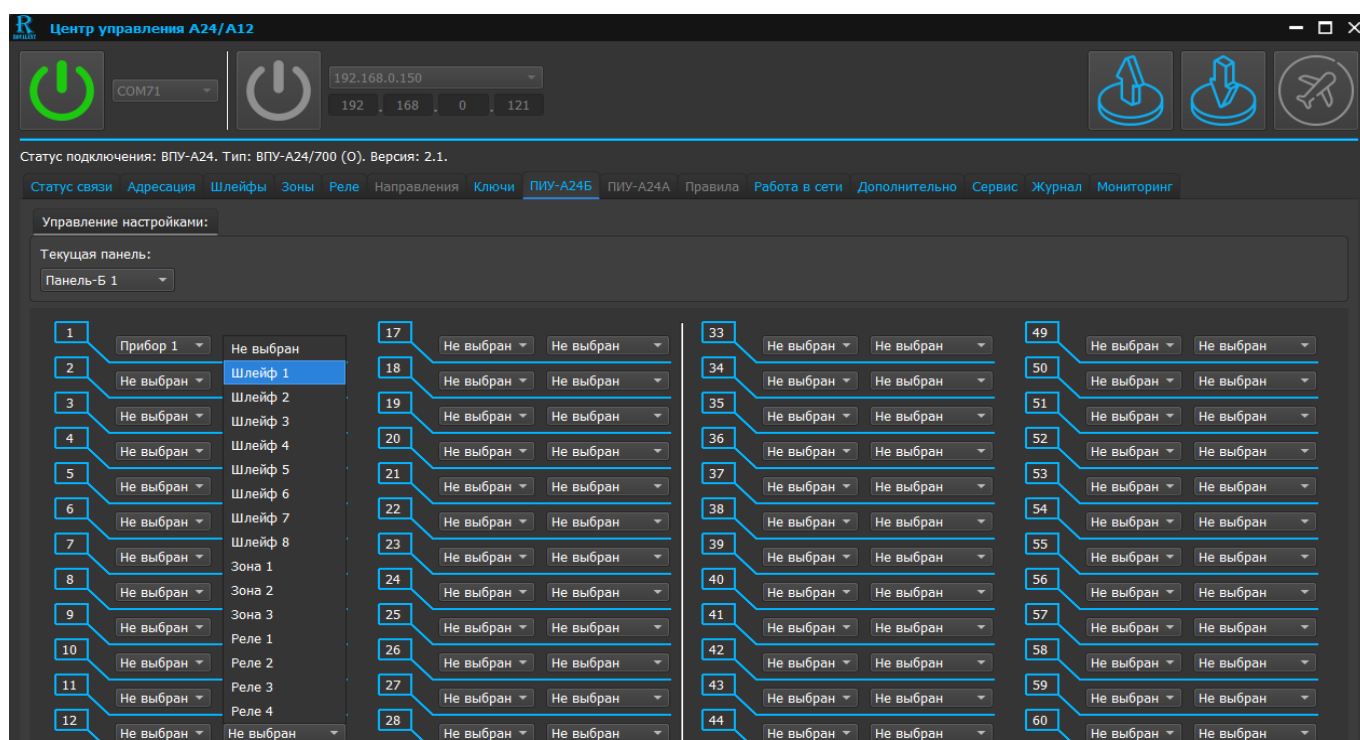 R
Центр управления A24/A12
COM71
192.168.0.150
192 . 168 . 0 . 121
Статус подключения: ВПУ-А24. Тип: ВПУ-А24/700 (О). Версия: 2.1.
Статус связи Адресация Шлейфы Зоны Реле Направления Ключи ПИУ-А24Б ПИУ-А24А Правила Работа в сети Дополнительно Сервис Журнал Мониторинг
Управление настройками:
Текущая панель:
Панель-Б 1
1 Прибор 1 Не выбран 17 Не выбран Не выбран 33 Не выбран Не выбран 49 Не выбран Не выбран
2 Не выбран Шлейф 1 18 Не выбран Не выбран 34 Не выбран Не выбран 50 Не выбран Не выбран
Шлейф 2
3 Не выбран Шлейф 3 19 Не выбран Не выбран 35 Не выбран Не выбран 51 Не выбран Не выбран
4 Не выбран Шлейф 4 20 Не выбран Не выбран 36 Не выбран Не выбран 52 Не выбран Не выбран
Шлейф 5
5 Не выбран Шлейф 6 21 Не выбран Не выбран 37 Не выбран Не выбран 53 Не выбран Не выбран
6 Не выбран Шлейф 7 22 Не выбран Не выбран 38 Не выбран Не выбран 54 Не выбран Не выбран
Шлейф 8
7 Не выбран Зона 1 23 Не выбран Не выбран 39 Не выбран Не выбран 55 Не выбран Не выбран
8 Не выбран Зона 2 24 Не выбран Не выбран 40 Не выбран Не выбран 56 Не выбран Не выбран
Зона 3
9 Не выбран Реле 1 25 Не выбран Не выбран 41 Не выбран Не выбран 57 Не выбран Не выбран
10 Не выбран Реле 2 26 Не выбран Не выбран 42 Не выбран Не выбран 58 Не выбран Не выбран
11 Не выбран Реле 3 27 Не выбран Не выбран 43 Не выбран Не выбран 59 Не выбран Не выбран
Реле 4
12 Не выбран Не выбран 28 Не выбран Не выбран 44 Не выбран Не выбран 60 Не выбран Не выбран